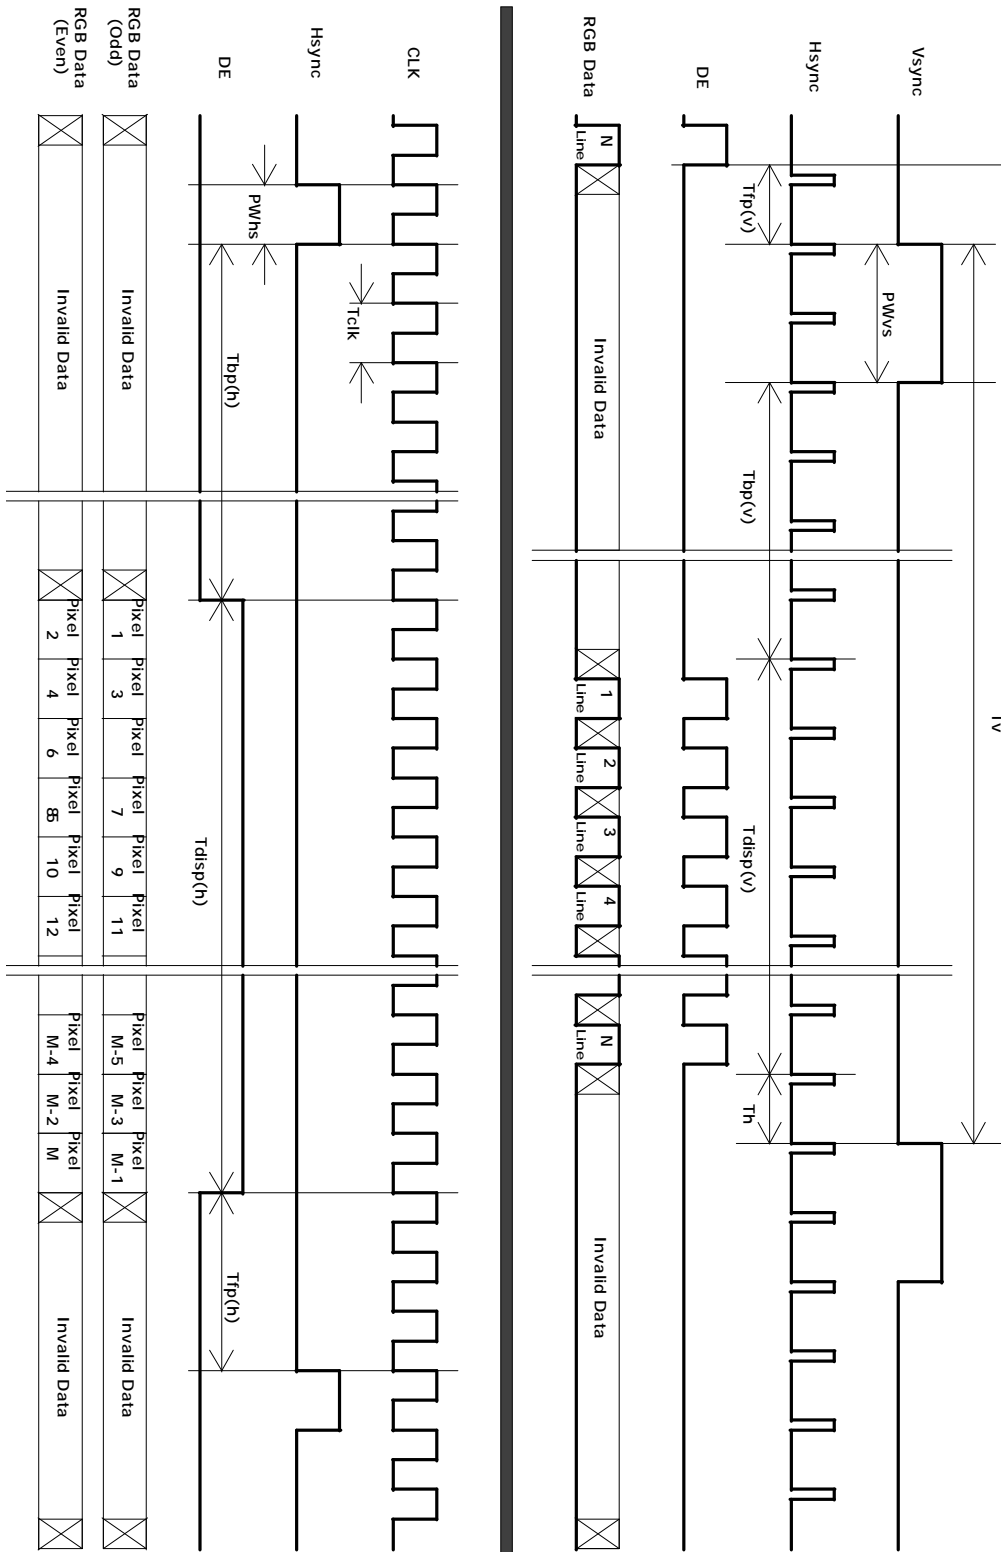 Tv
Vsync
PWvs
Hsync
Tfp(v)
Tbp(v)
Tdisp(v)
Th
DE
RGB Data
N
Line
Invalid Data
1
Line
2
Line
3
Line
4
Line
N
Line
Invalid Data
CLK
Tclk
Hsync
PWhs
DE
Tbp(h)
Tdisp(h)
Tfp(h)
RGB Data
(Odd)
Invalid Data
Pixel
1
Pixel
3
Pixel
Pixel
7
Pixel
9
Pixel
11
Pixel
M-5
Pixel
M-3
Pixel
M-1
Invalid Data
RGB Data
(Even)
Invalid Data
Pixel
2
Pixel
4
Pixel
6
Pixel
Pixel
10
Pixel
12
Pixel
M-4
Pixel
M-2
Pixel
M
Invalid Data